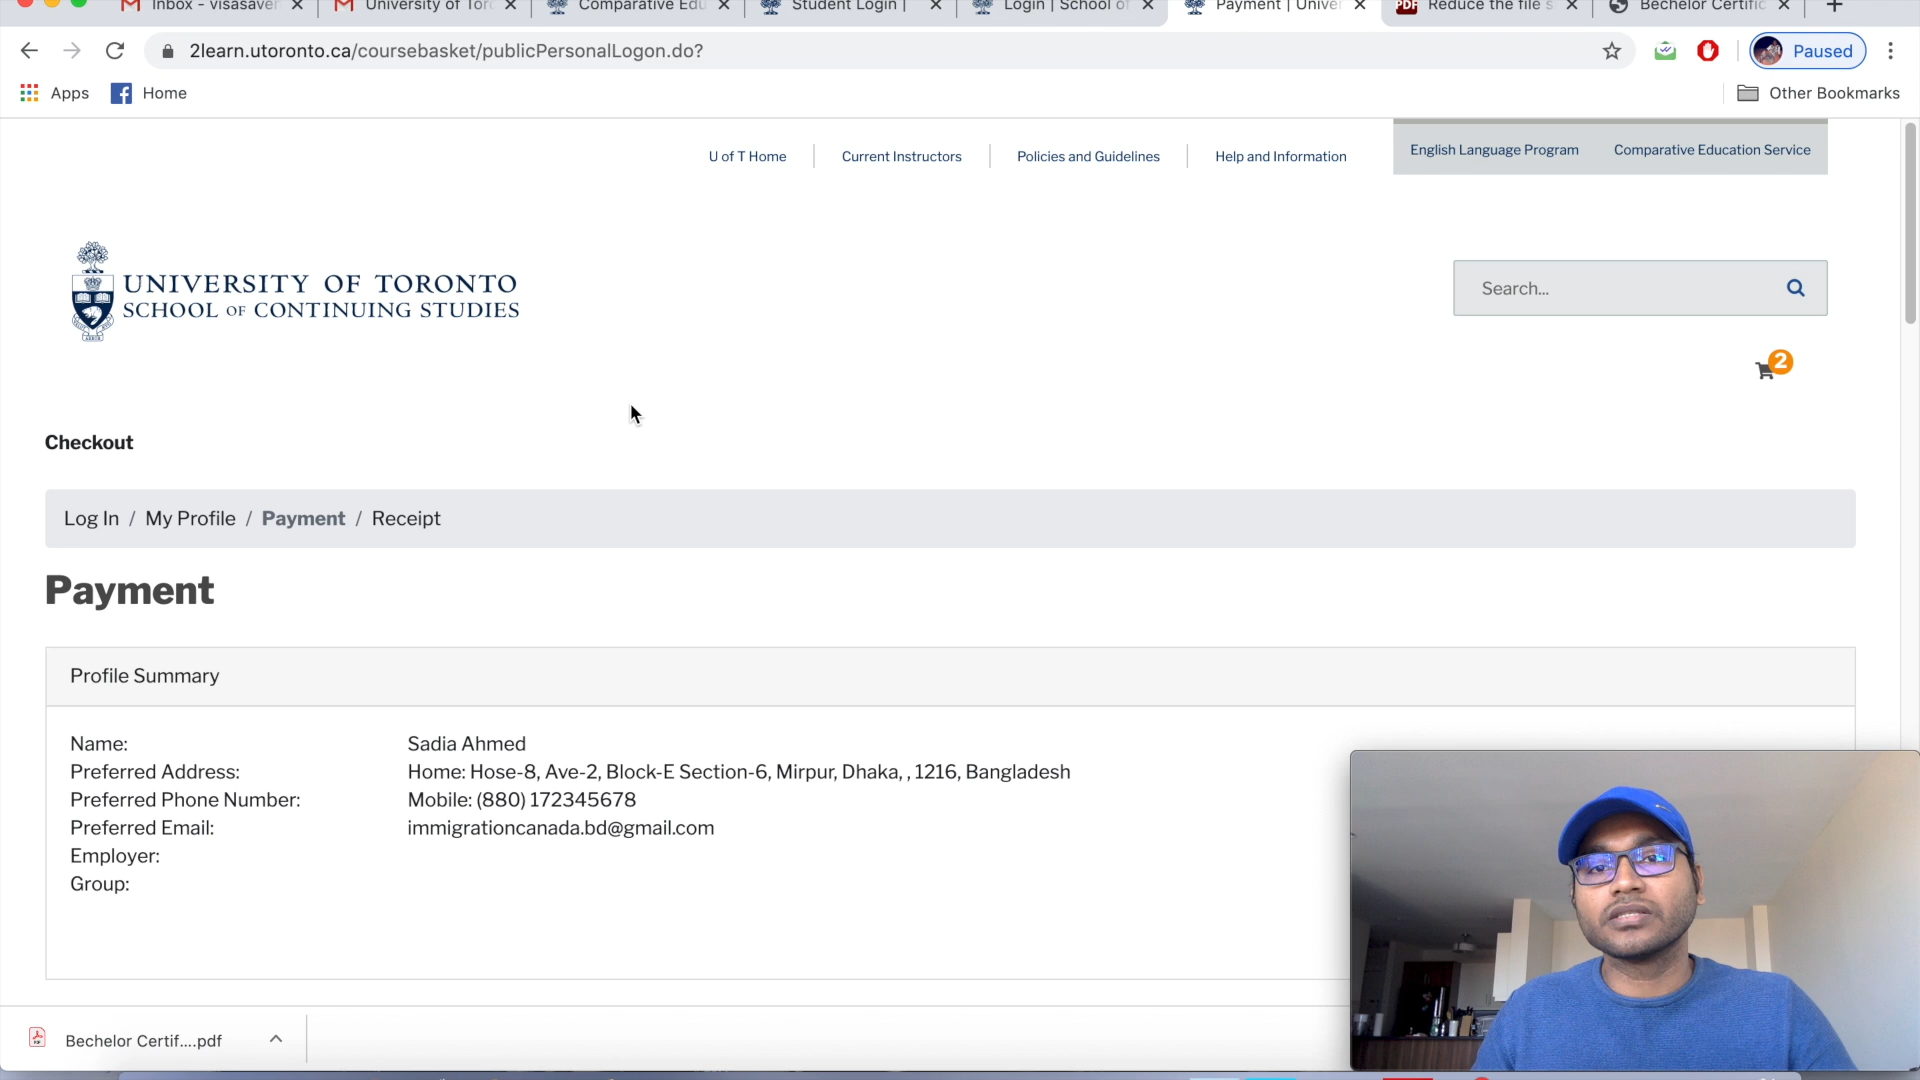 Inbox - visasaver
University of Toro
Comparative Edu
Student Login |
Login | School of
Payment | Univer
PDF Reduce the file s
Bechelor Certific
2learn.utoronto.ca/coursebasket/publicPersonalLogon.do?
Paused
Apps
Home
Other Bookmarks
U of T Home
Current Instructors
Policies and Guidelines
Help and Information
English Language Program
Comparative Education Service
UNIVERSITY OF TORONTO
SCHOOL OF CONTINUING STUDIES
Search...
2
Checkout
Log In / My Profile / Payment / Receipt
Payment
Profile Summary
Name: Sadia Ahmed
Preferred Address: Home: Hose-8, Ave-2, Block-E Section-6, Mirpur, Dhaka, , 1216, Bangladesh
Preferred Phone Number: Mobile: (880) 172345678
Preferred Email: immigrationcanada.bd@gmail.com
Employer:
Group:
Bechelor Certif....pdf